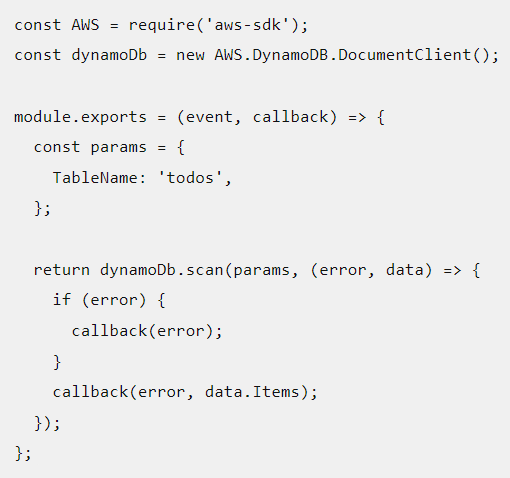 const AWS = require('aws-sdk');
const dynamoDb = new AWS.DynamoDB.DocumentClient();

module.exports = (event, callback) => {
  const params = {
    TableName: 'todos',
  };

  return dynamoDb.scan(params, (error, data) => {
    if (error) {
      callback(error);
    }
    callback(error, data.Items);
  });
};